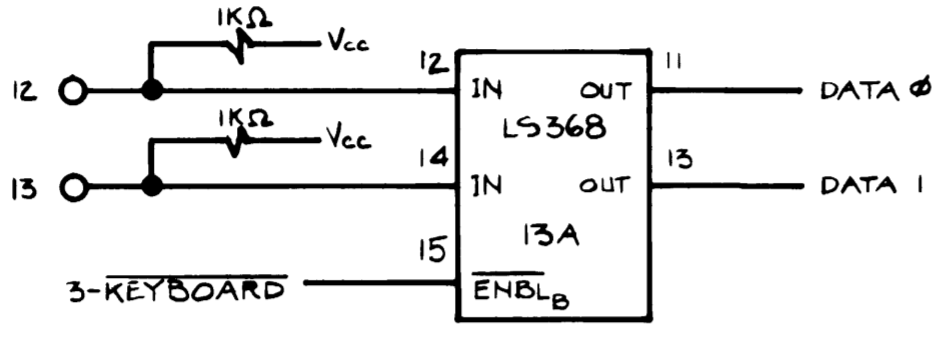 1KΩ
Vcc
12
12
IN
OUT
11
DATA 0
LS368
1KΩ
Vcc
13
14
IN
OUT
13
DATA 1
13A
15
3-KEYBOARD
ENBLB